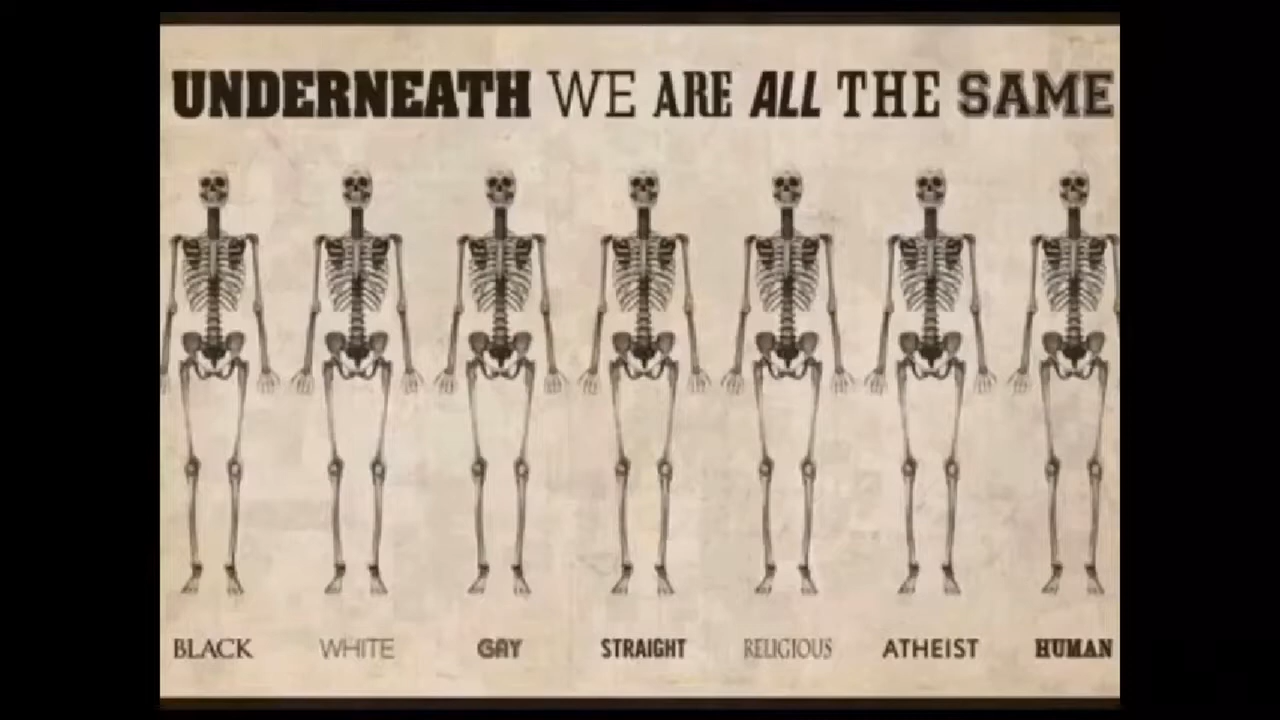 UNDERNEATH WE ARE ALL THE SAME
BLACK WHITE GAY STRAIGHT RELIGIOUS ATHEIST HUMAN